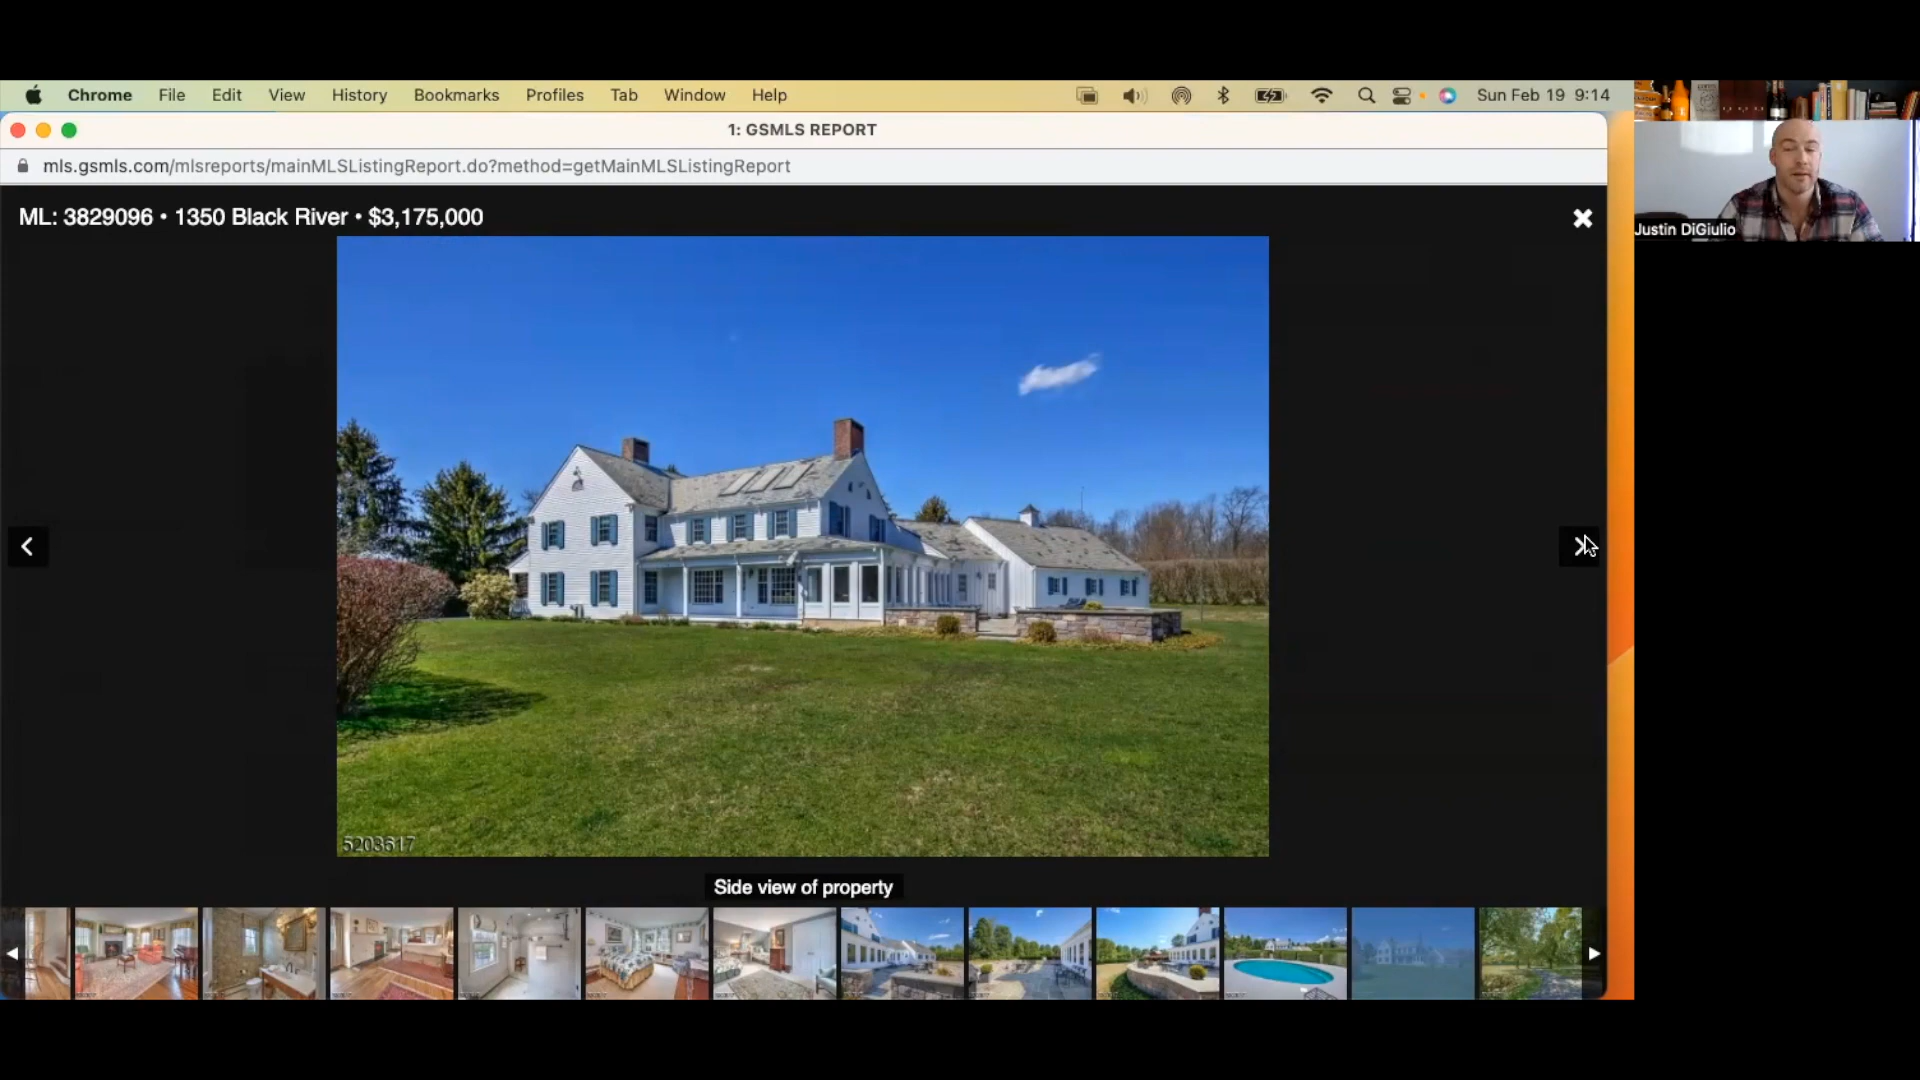 Chrome File Edit View History Bookmarks Profiles Tab Window Help Sun Feb 19 9:14
1: GSMLS REPORT
mls.gsmls.com/mlsreports/mainMLSListingReport.do?method=getMainMLSListingReport
ML: 3829096 • 1350 Black River • $3,175,000
Justin DiGiulio
5203617
Side view of property